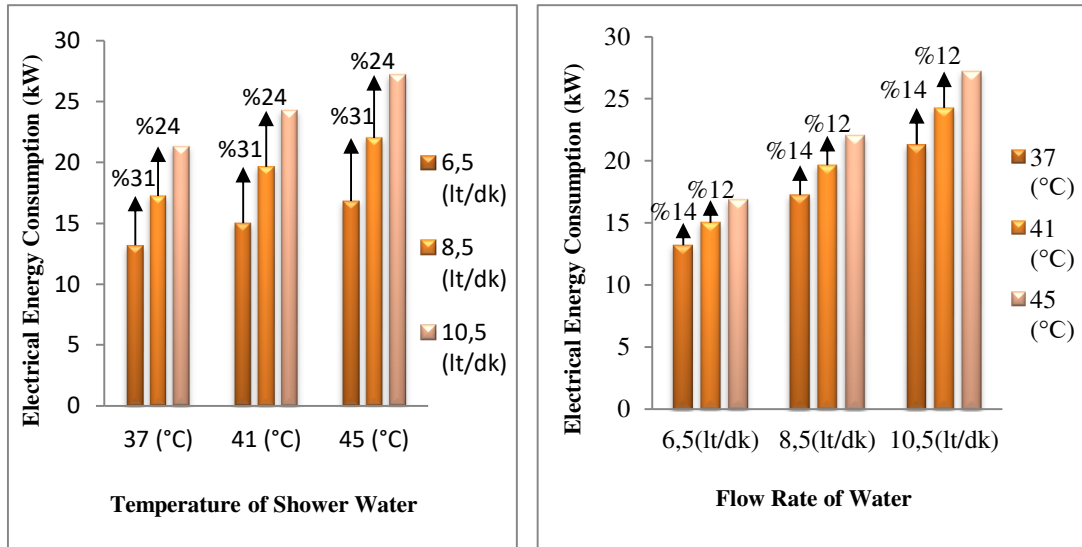 Electrical Energy Consumption (kW)
30
25
20
15
10
5
0
%31
%24
%31
%24
%31
%24
37 (°C)
41 (°C)
45 (°C)
Temperature of Shower Water
6,5
(lt/dk)
8,5
(lt/dk)
10,5
(lt/dk)
Electrical Energy Consumption (kW)
30
25
20
15
10
5
0
%14
%12
%14
%12
%14
%12
6,5(lt/dk)
8,5(lt/dk)
10,5(lt/dk)
Flow Rate of Water
37
(°C)
41
(°C)
45
(°C)